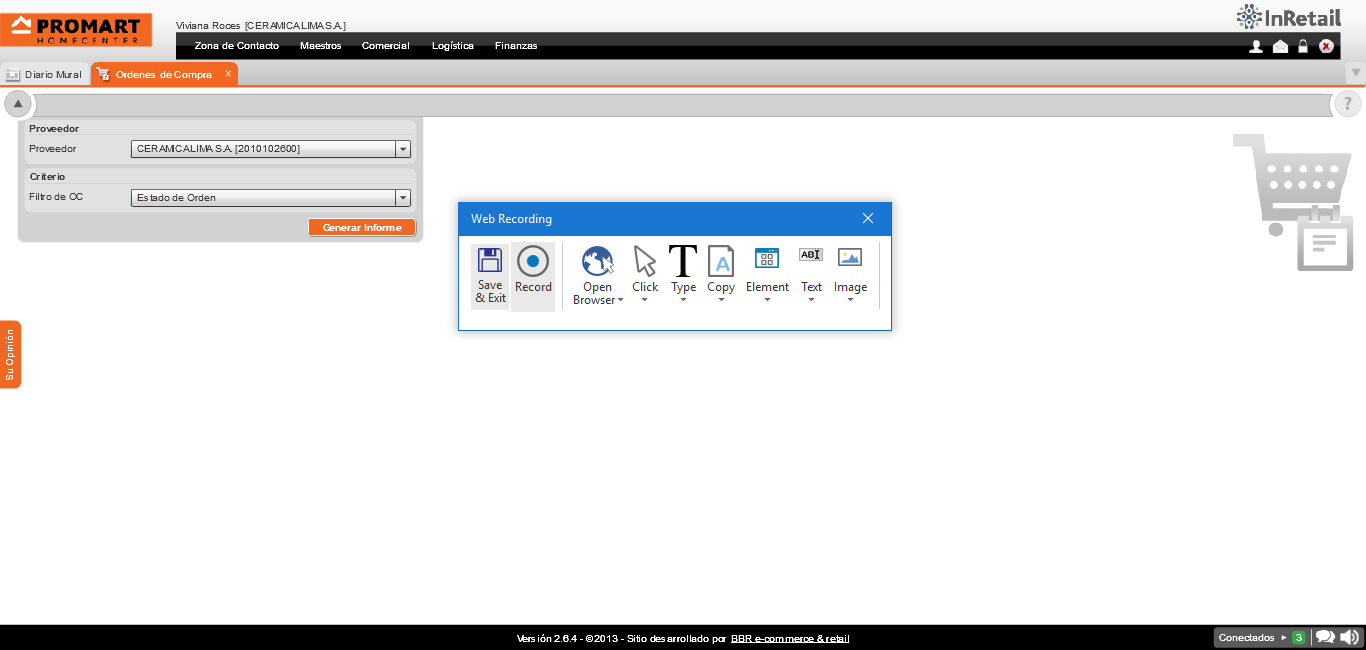 PROMART
HOMECENTER
Viviana Roces [CERAMICALIMA S.A.]
InRetail
Zona de Contacto Maestros Comercial Logística Finanzas
Diario Mural Ordenes de Compra x
?
Proveedor
Proveedor CERAMICALIMA S.A. [2010102600]
Criterio
Filtro de OC Estado de Orden
Generar Informe
Web Recording
Save & Exit
Record
Open Browser
Click
T
Type
A
Copy
Element
ABI
Text
Image
Su Opinión
Versión 2.6.4 - ©2013 - Sitio desarrollado por BBR e-commerce & retail
Conectados 3